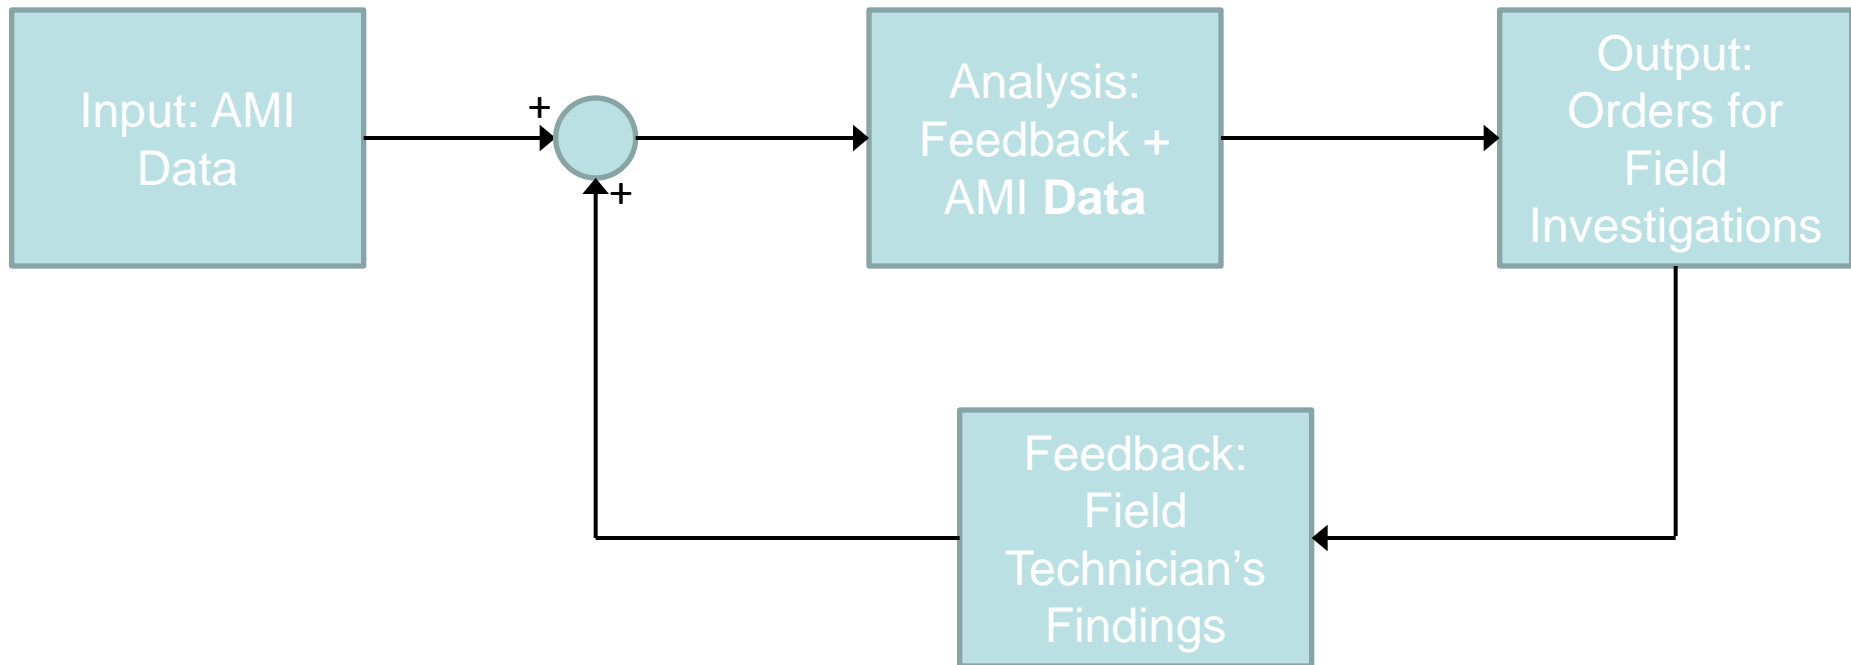 Input: AMI
Data
+
+
Analysis:
Feedback +
AMI Data
Output:
Orders for
Field
Investigations
Feedback:
Field
Technician’s
Findings